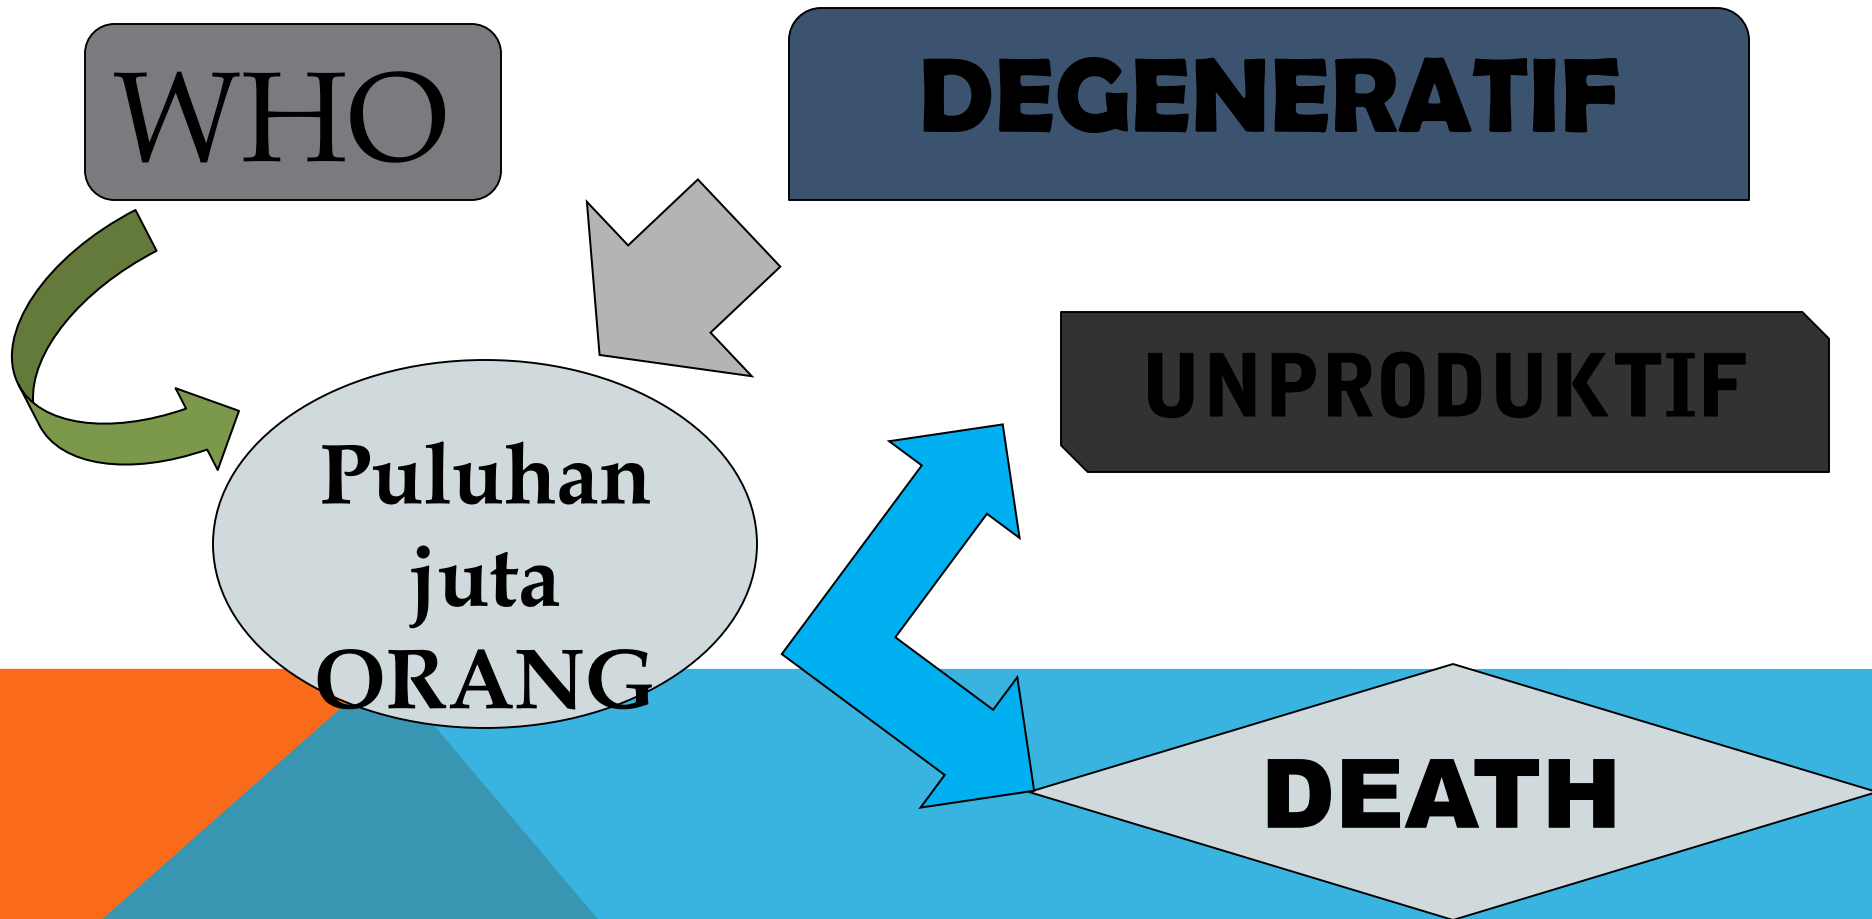 WHO
DEGENERATIF
UNPRODUKTIF
Puluhan
juta
ORANG
DEATH